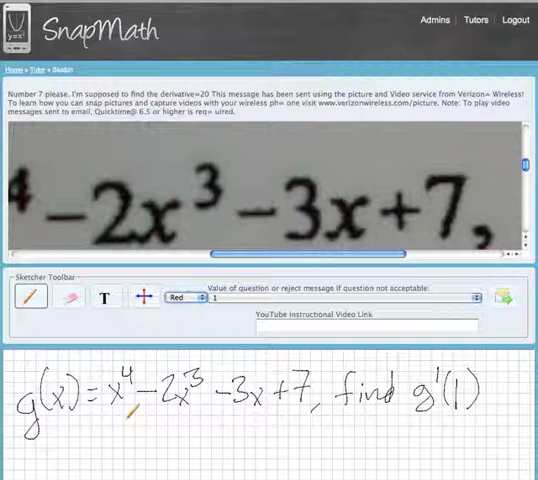 Admins Tutors Logout
y=x²
SnapMath
Home » Tutor » Sketch
Number 7 please. I'm supposed to find the derivative=20 This message has been sent using the picture and Video service from Verizon= Wireless!
To learn how you can snap pictures and capture videos with your wireless ph= one visit www.verizonwireless.com/picture. Note: To play video
messages sent to email, Quicktime@ 6.5 or higher is req= uired.
⁴ −2x³ −3x+7,
Sketcher Toolbar
Value of question or reject message if question not acceptable:
T Red 1
YouTube Instructional Video Link
g(x) = x⁴ − 2x³ − 3x + 7, find g'(1)